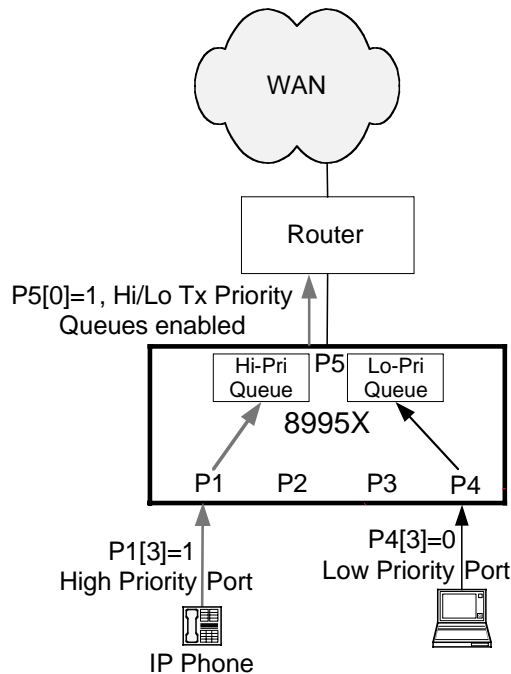 WAN
Router
P5[0]=1, Hi/Lo Tx Priority
Queues enabled
Hi-Pri
Queue
P5
Lo-Pri
Queue
8995X
P1
P2
P3
P4
P1[3]=1
High Priority Port
P4[3]=0
Low Priority Port
IP Phone